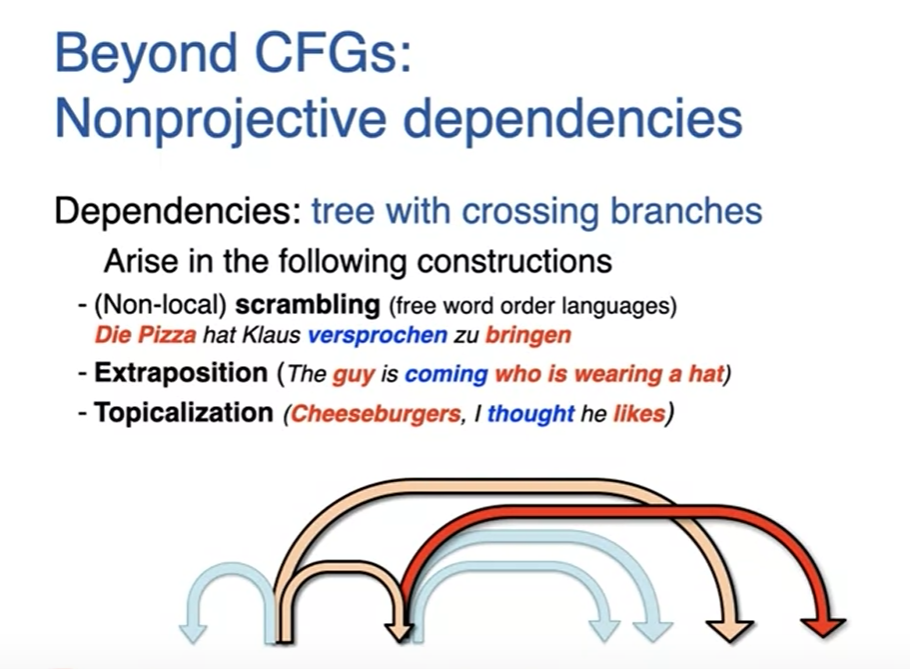 Beyond CFGs:
Nonprojective dependencies
Dependencies: tree with crossing branches
Arise in the following constructions
- (Non-local) scrambling (free word order languages)
Die Pizza hat Klaus versprochen zu bringen
- Extraposition (The guy is coming who is wearing a hat)
- Topicalization (Cheeseburgers, I thought he likes)